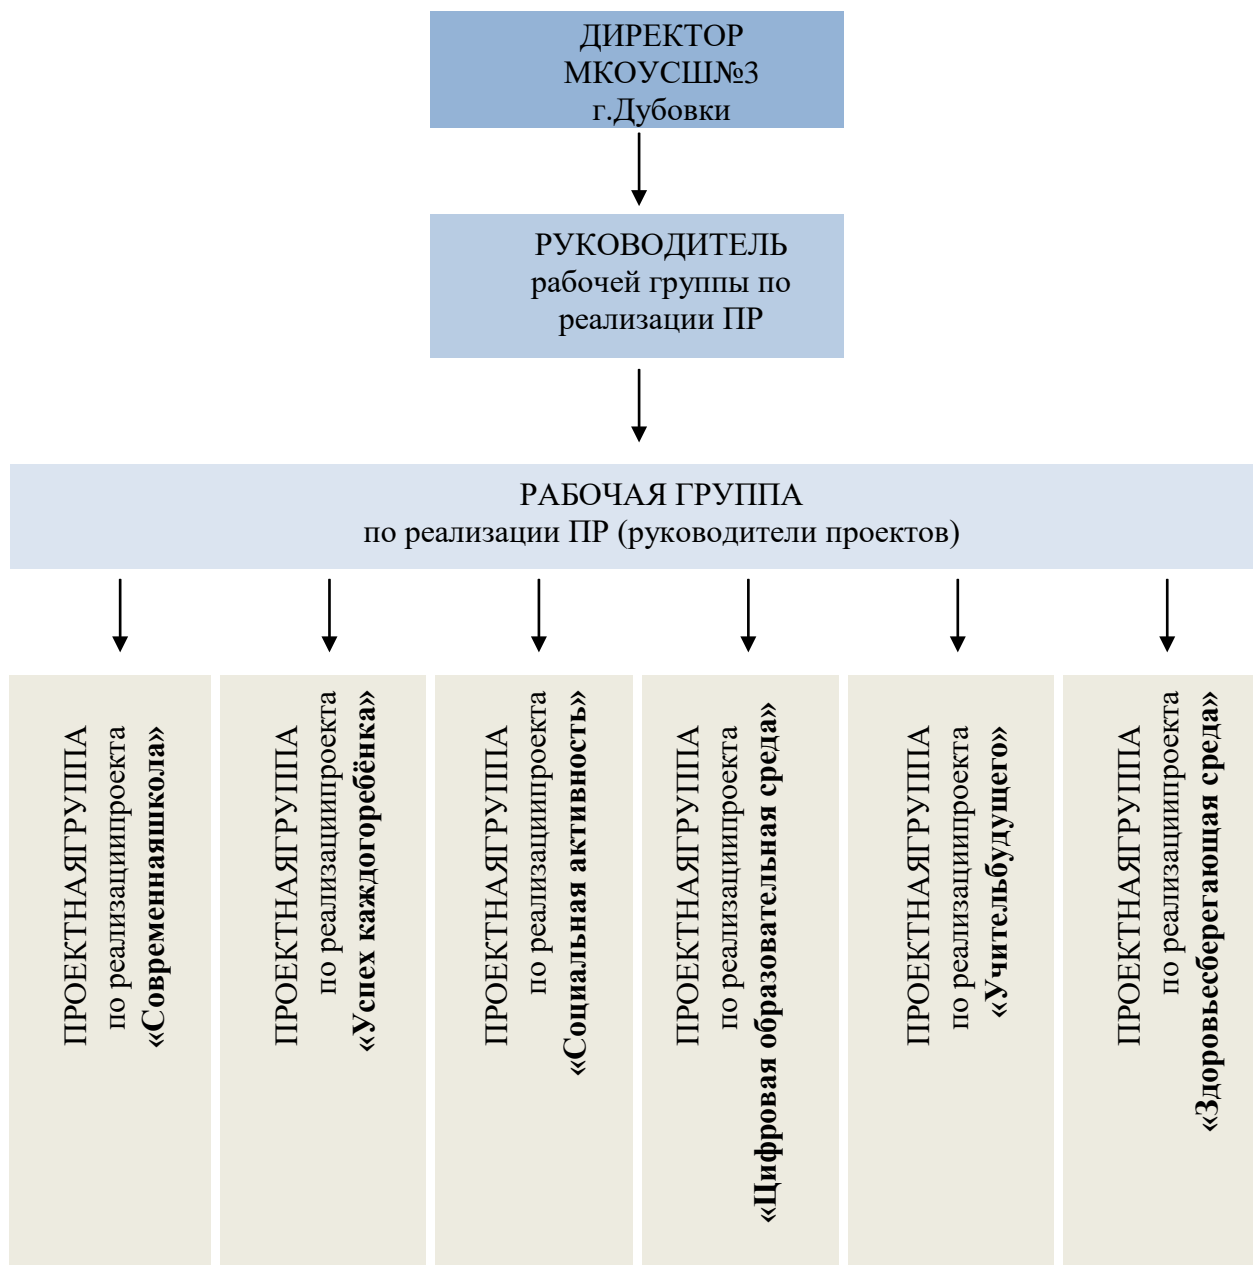 ДИРЕКТОР
МКОУСШ№3
г.Дубовки
РУКОВОДИТЕЛЬ
рабочей группы по
реализации ПР
РАБОЧАЯ ГРУППА
по реализации ПР (руководители проектов)
ПРОЕКТНАЯГРУППА
по реализациипроекта
«Современнаяшкола»
ПРОЕКТНАЯГРУППА
по реализациипроекта
«Успех каждогоребёнка»
ПРОЕКТНАЯГРУППА
по реализациипроекта
«Социальная активность»
ПРОЕКТНАЯГРУППА
по реализациипроекта
«Цифровая образовательная среда»
ПРОЕКТНАЯГРУППА
по реализациипроекта
«Учительбудущего»
ПРОЕКТНАЯГРУППА
по реализациипроекта
«Здоровьесберегающая среда»